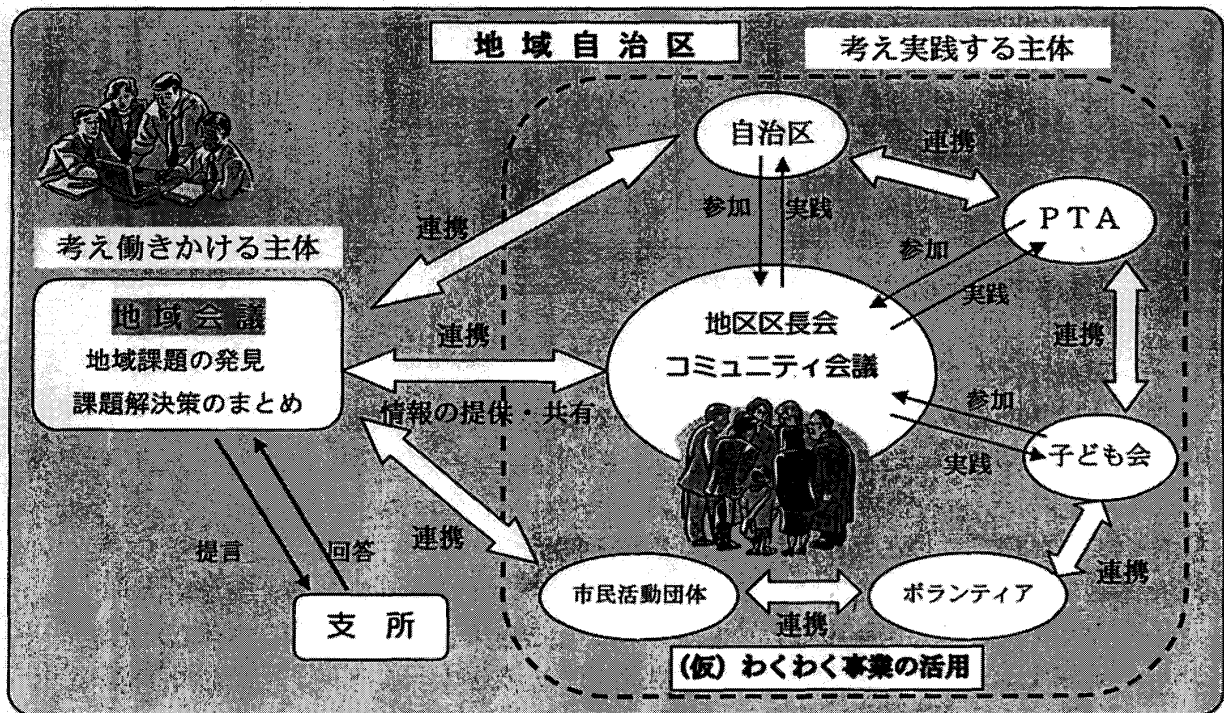 地域自治区
考え実践する主体
自治区
連携
参加
実践
連携
PTA
考え働きかける主体
参加
実践
地域会議
地域課題の発見
課題解決策のまとめ
連携
情報の提供・共有
地区区長会
コミュニティ会議
連携
参加
実践
子ども会
提言
回答
連携
連携
支所
市民活動団体
連携
ボランティア
(仮)わくわく事業の活用